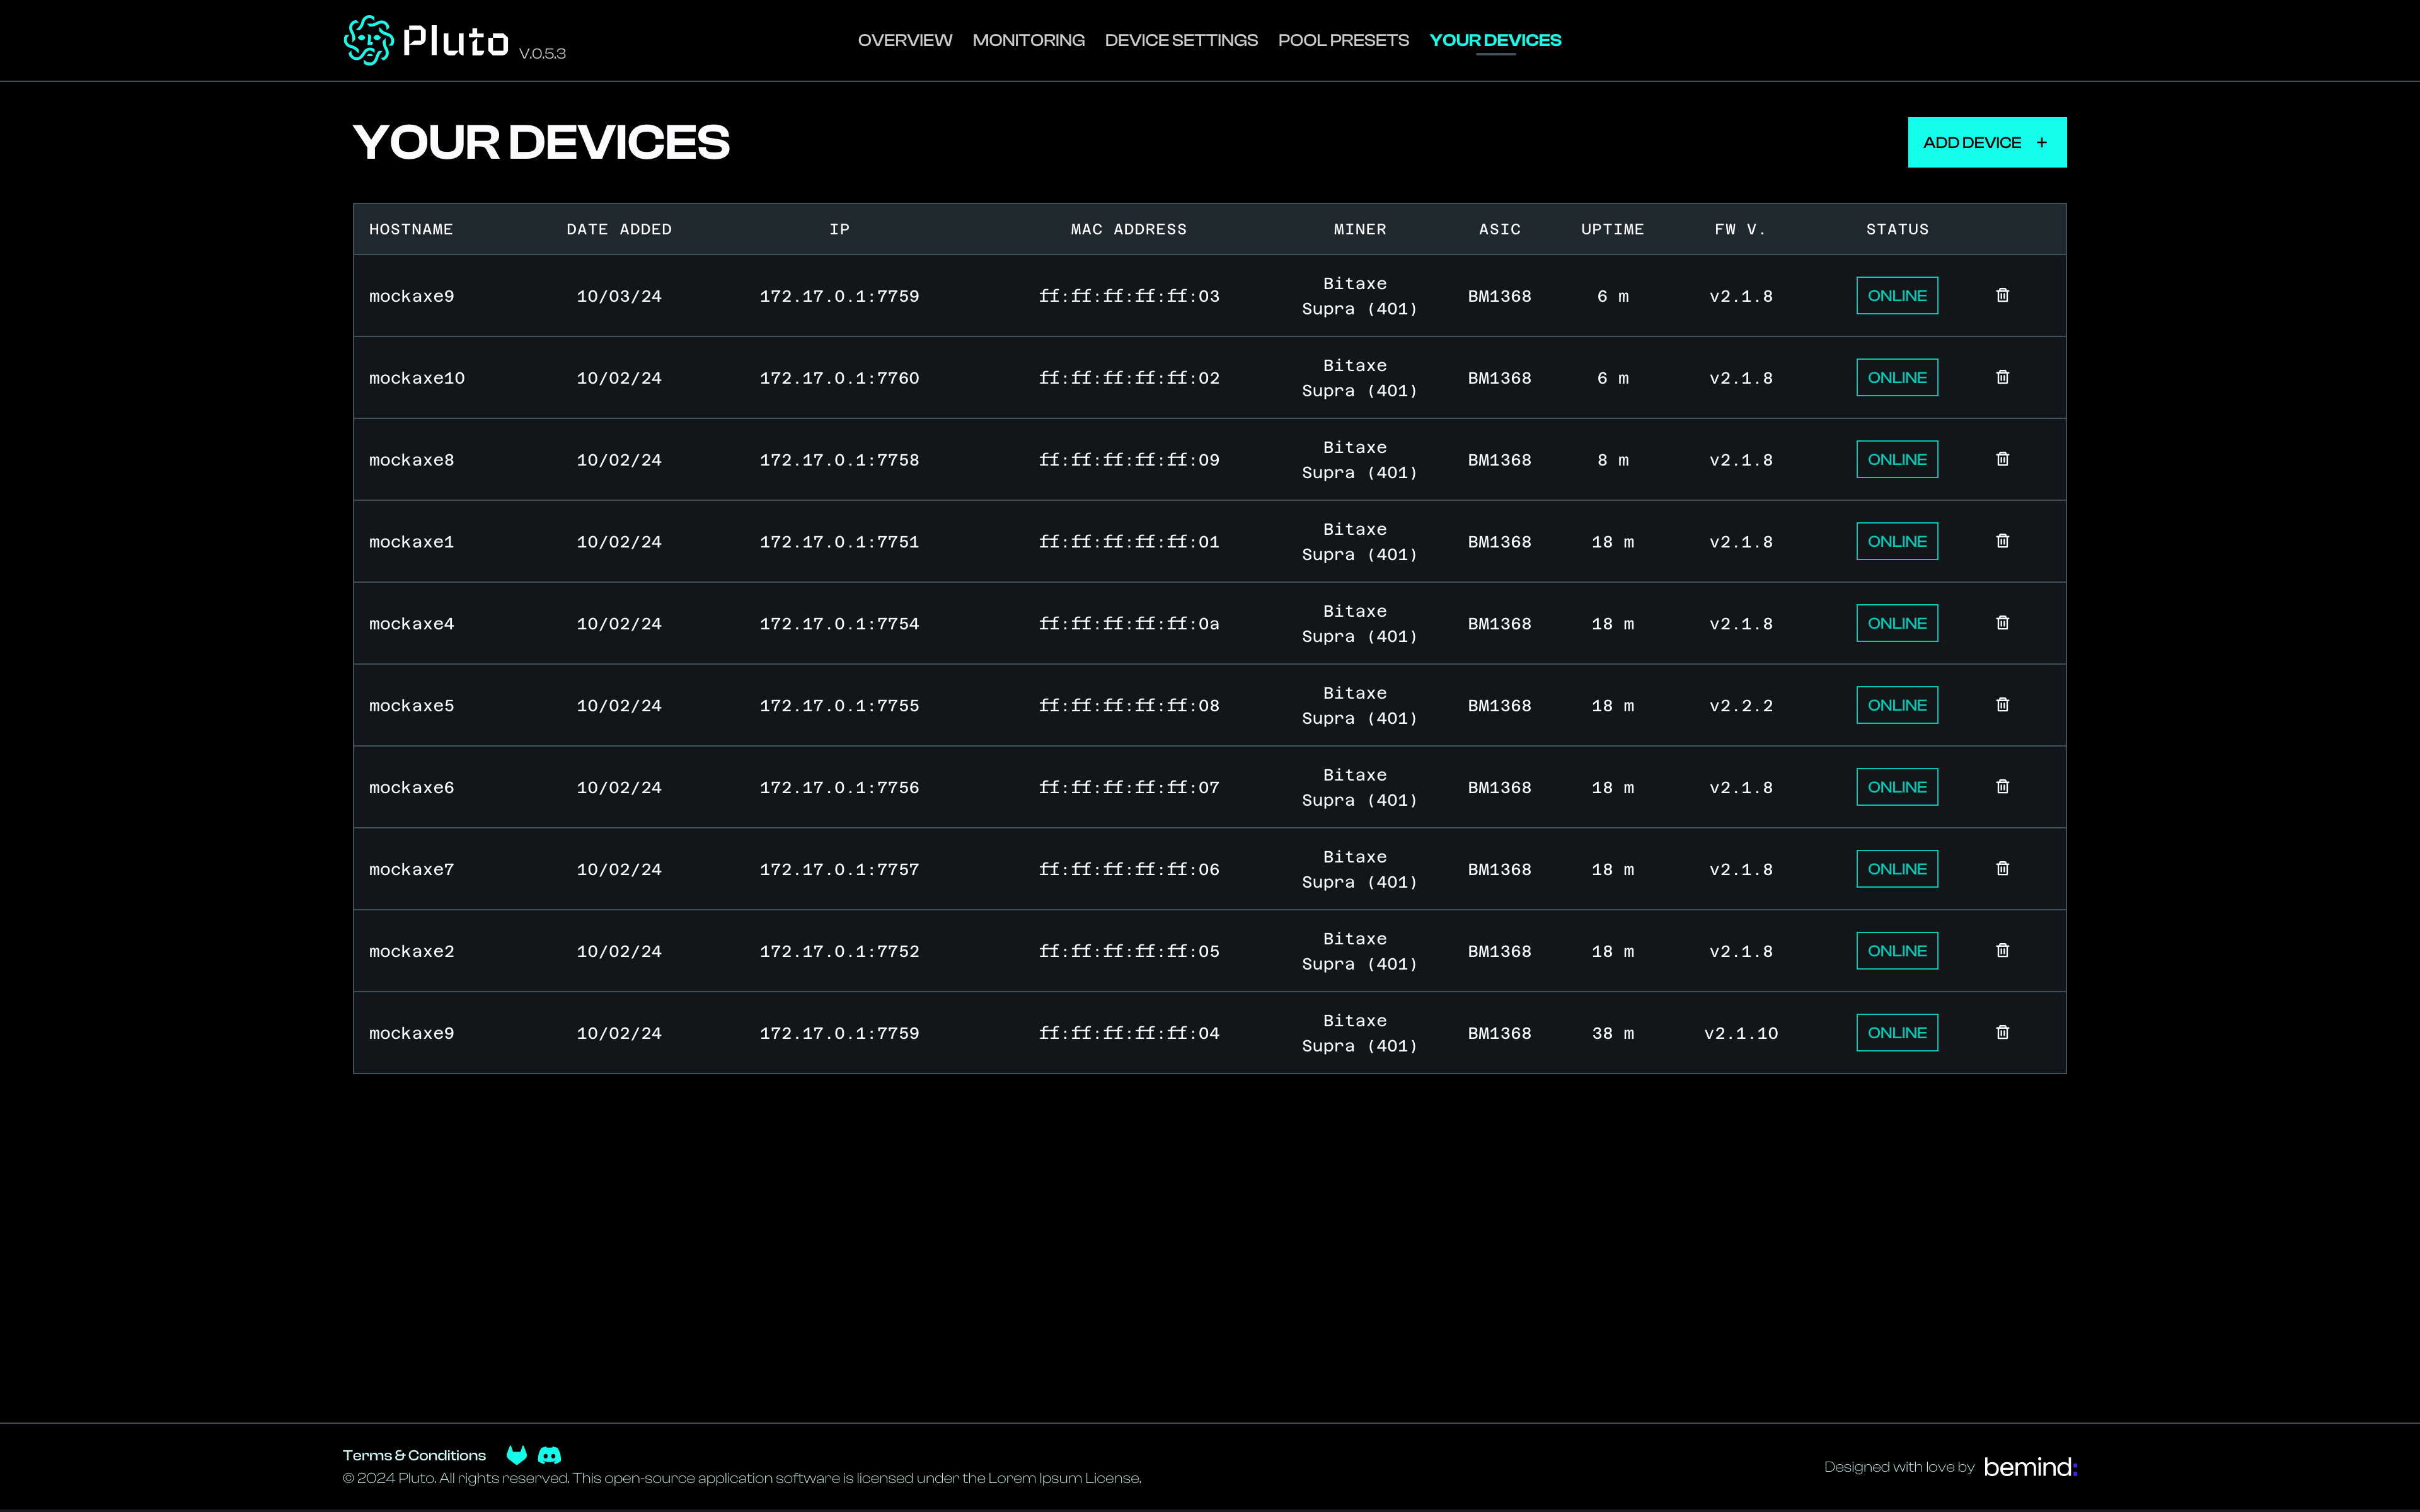 Pluto V.0.5.3
OVERVIEW MONITORING DEVICE SETTINGS POOL PRESETS YOUR DEVICES
YOUR DEVICES
ADD DEVICE +
HOSTNAME DATE ADDED IP MAC ADDRESS MINER ASIC UPTIME FW V. STATUS
mockaxe9 10/03/24 172.17.0.1:7759 ff:ff:ff:ff:ff:03 Bitaxe Supra (401) BM1368 6 m v2.1.8 ONLINE
mockaxe10 10/02/24 172.17.0.1:7760 ff:ff:ff:ff:ff:02 Bitaxe Supra (401) BM1368 6 m v2.1.8 ONLINE
mockaxe8 10/02/24 172.17.0.1:7758 ff:ff:ff:ff:ff:09 Bitaxe Supra (401) BM1368 8 m v2.1.8 ONLINE
mockaxe1 10/02/24 172.17.0.1:7751 ff:ff:ff:ff:ff:01 Bitaxe Supra (401) BM1368 18 m v2.1.8 ONLINE
mockaxe4 10/02/24 172.17.0.1:7754 ff:ff:ff:ff:ff:0a Bitaxe Supra (401) BM1368 18 m v2.1.8 ONLINE
mockaxe5 10/02/24 172.17.0.1:7755 ff:ff:ff:ff:ff:08 Bitaxe Supra (401) BM1368 18 m v2.2.2 ONLINE
mockaxe6 10/02/24 172.17.0.1:7756 ff:ff:ff:ff:ff:07 Bitaxe Supra (401) BM1368 18 m v2.1.8 ONLINE
mockaxe7 10/02/24 172.17.0.1:7757 ff:ff:ff:ff:ff:06 Bitaxe Supra (401) BM1368 18 m v2.1.8 ONLINE
mockaxe2 10/02/24 172.17.0.1:7752 ff:ff:ff:ff:ff:05 Bitaxe Supra (401) BM1368 18 m v2.1.8 ONLINE
mockaxe9 10/02/24 172.17.0.1:7759 ff:ff:ff:ff:ff:04 Bitaxe Supra (401) BM1368 38 m v2.1.10 ONLINE
Terms & Conditions
© 2024 Pluto. All rights reserved. This open-source application software is licensed under the Lorem Ipsum License.
Designed with love by bemind: